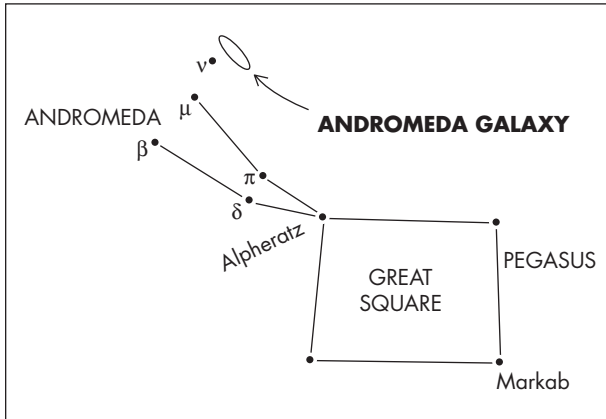 ν
ANDROMEDA
μ
ANDROMEDA GALAXY
β
π
δ
Alpheratz
PEGASUS
GREAT
SQUARE
Markab